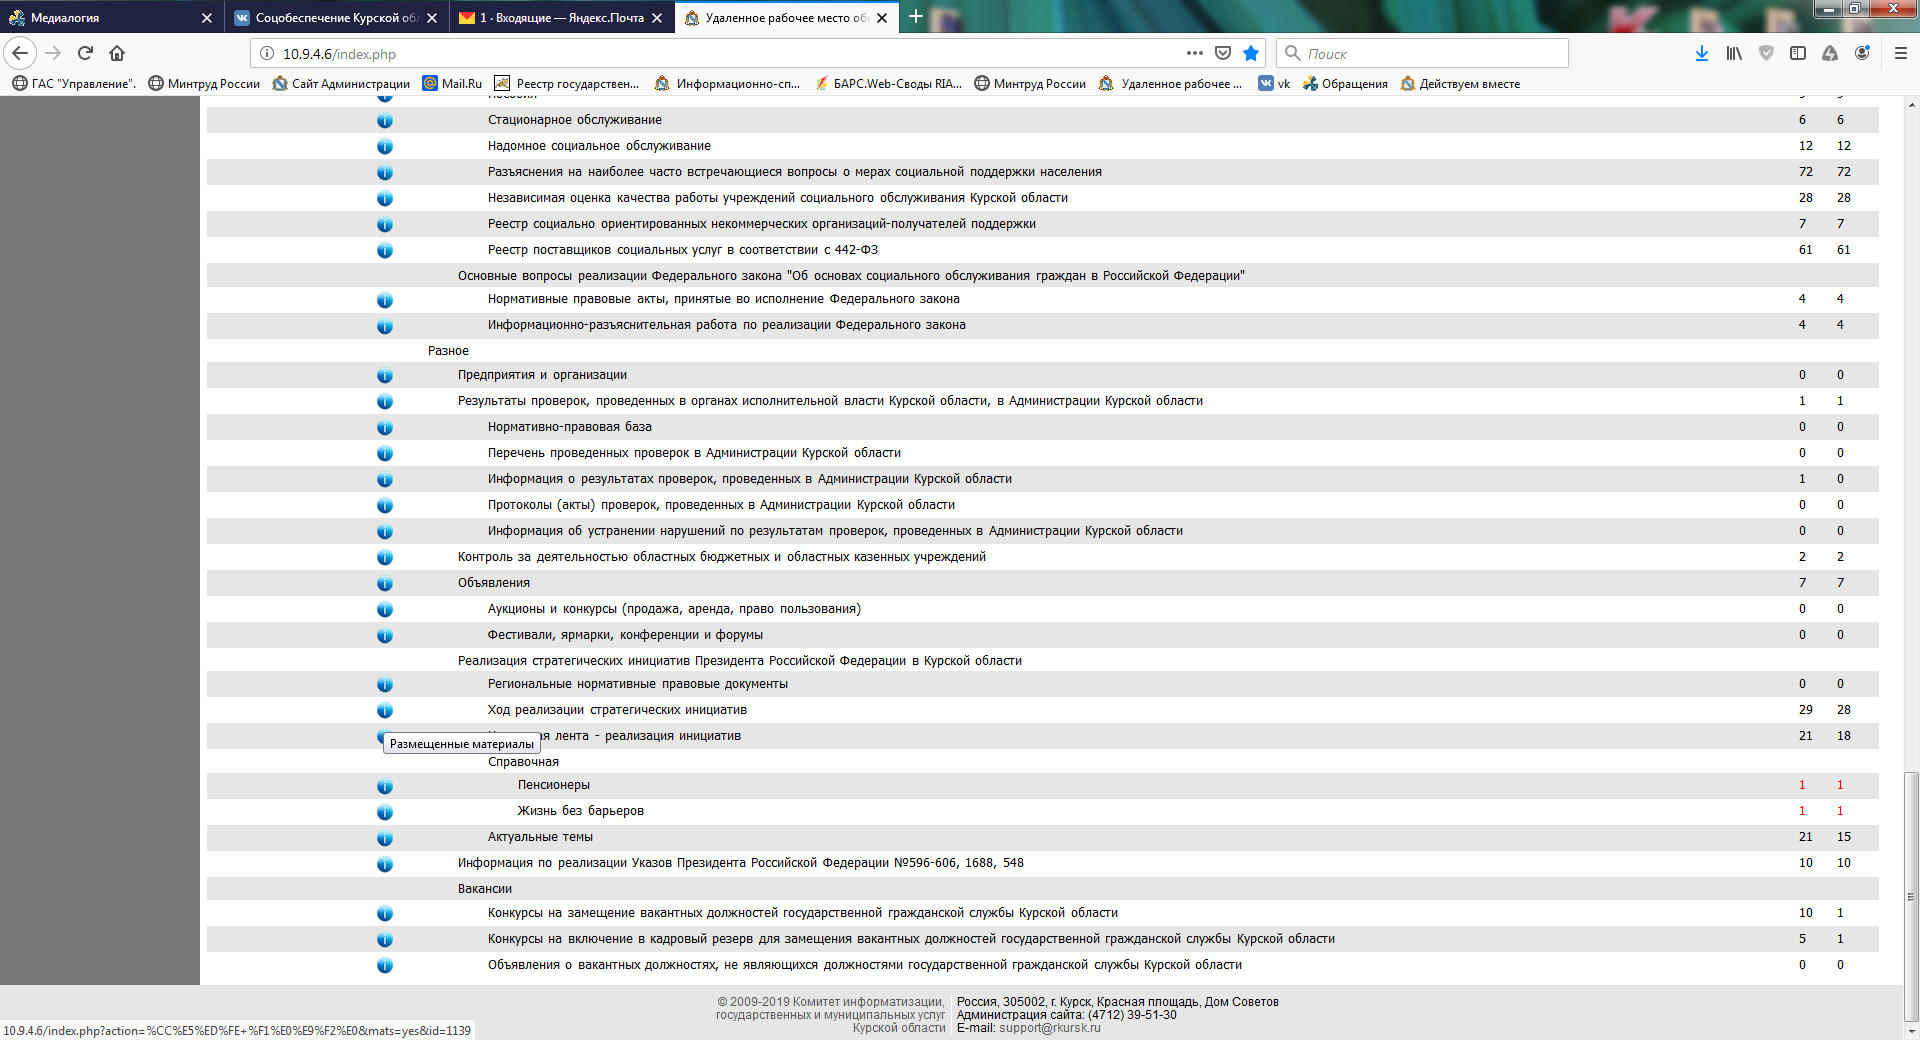 Медиалогия
Соцобеспечение Курской об
1 · Входящие — Яндекс.Почта
Удаленное рабочее место об
10.9.4.6/index.php
Поиск
ГАС "Управление".
Минтруд России
Сайт Администрации
Mail.Ru
Реестр государствен...
Информационно-сп...
БАРС.Web-Своды RIA...
Минтруд России
Удаленное рабочее ...
vk
Обращения
Действуем вместе
Стационарное обслуживание 6 6
Надомное социальное обслуживание 12 12
Разъяснения на наиболее часто встречающиеся вопросы о мерах социальной поддержки населения 72 72
Независимая оценка качества работы учреждений социального обслуживания Курской области 28 28
Реестр социально ориентированных некоммерческих организаций-получателей поддержки 7 7
Реестр поставщиков социальных услуг в соответствии с 442-ФЗ 61 61
Основные вопросы реализации Федерального закона "Об основах социального обслуживания граждан в Российской Федерации"
Нормативные правовые акты, принятые во исполнение Федерального закона 4 4
Информационно-разъяснительная работа по реализации Федерального закона 4 4
Разное
Предприятия и организации 0 0
Результаты проверок, проведенных в органах исполнительной власти Курской области, в Администрации Курской области 1 1
Нормативно-правовая база 0 0
Перечень проведенных проверок в Администрации Курской области 0 0
Информация о результатах проверок, проведенных в Администрации Курской области 1 0
Протоколы (акты) проверок, проведенных в Администрации Курской области 0 0
Информация об устранении нарушений по результатам проверок, проведенных в Администрации Курской области 0 0
Контроль за деятельностью областных бюджетных и областных казенных учреждений 2 2
Объявления 7 7
Аукционы и конкурсы (продажа, аренда, право пользования) 0 0
Фестивали, ярмарки, конференции и форумы 0 0
Реализация стратегических инициатив Президента Российской Федерации в Курской области
Региональные нормативные правовые документы 0 0
Ход реализации стратегических инициатив 29 28
лента - реализация инициатив 21 18
Размещенные материалы
Справочная
Пенсионеры 1 1
Жизнь без барьеров 1 1
Актуальные темы 21 15
Информация по реализации Указов Президента Российской Федерации №596-606, 1688, 548 10 10
Вакансии
Конкурсы на замещение вакантных должностей государственной гражданской службы Курской области 10 1
Конкурсы на включение в кадровый резерв для замещения вакантных должностей государственной гражданской службы Курской области 5 1
Объявления о вакантных должностях, не являющихся должностями государственной гражданской службы Курской области 0 0
© 2009-2019 Комитет информатизации,
государственных и муниципальных услуг
Курской области
Россия, 305002, г. Курск, Красная площадь, Дом Советов
Администрация сайта: (4712) 39-51-30
E-mail: support@rkursk.ru
10.9.4.6/index.php?action=%CC%E5%ED%FE+%F1%E0%E9%F2%E0&mats=yes&id=1139